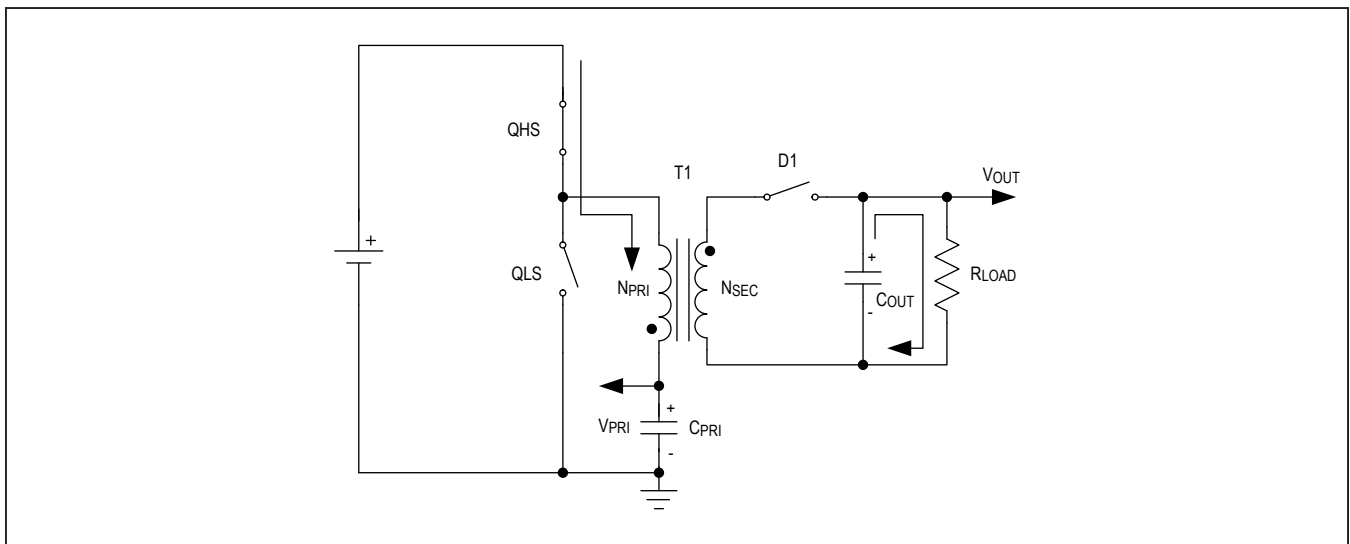 QHS
D1
T1
VOUT
+
QLS
NPRI
NSEC
+
COUT
-
RLOAD
+
VPRI
CPRI
-